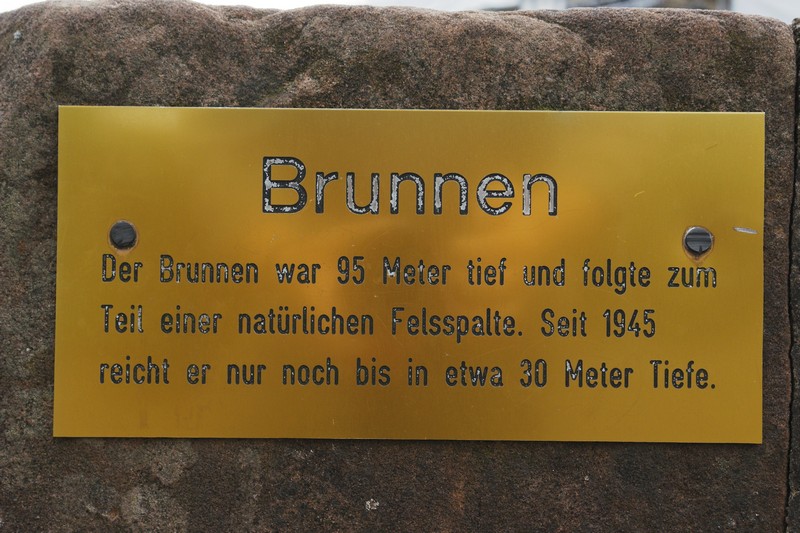 Brunnen
Der Brunnen war 95 Meter tief und folgte zum
Teil einer natürlichen Felsspalte. Seit 1945
reicht er nur noch bis in etwa 30 Meter Tiefe.